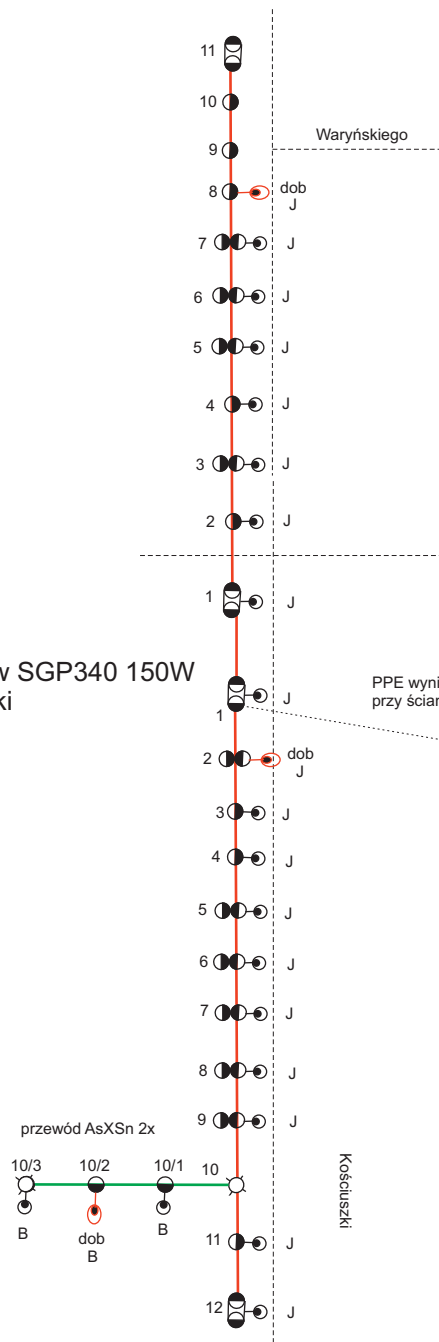 11
10
Waryńskiego
9
8
dob
J
7
J
6
J
5
J
4
J
3
J
2
J
1
J
w SGP340 150W
ki
J
1
PPE wyni
przy ścian
2
dob
J
3
J
4
J
5
J
6
J
7
J
8
J
9
J
przewód AsXSn 2x
10/3
10/2
10/1
10
B
dob
B
B
Kościuszki
11
J
12
J